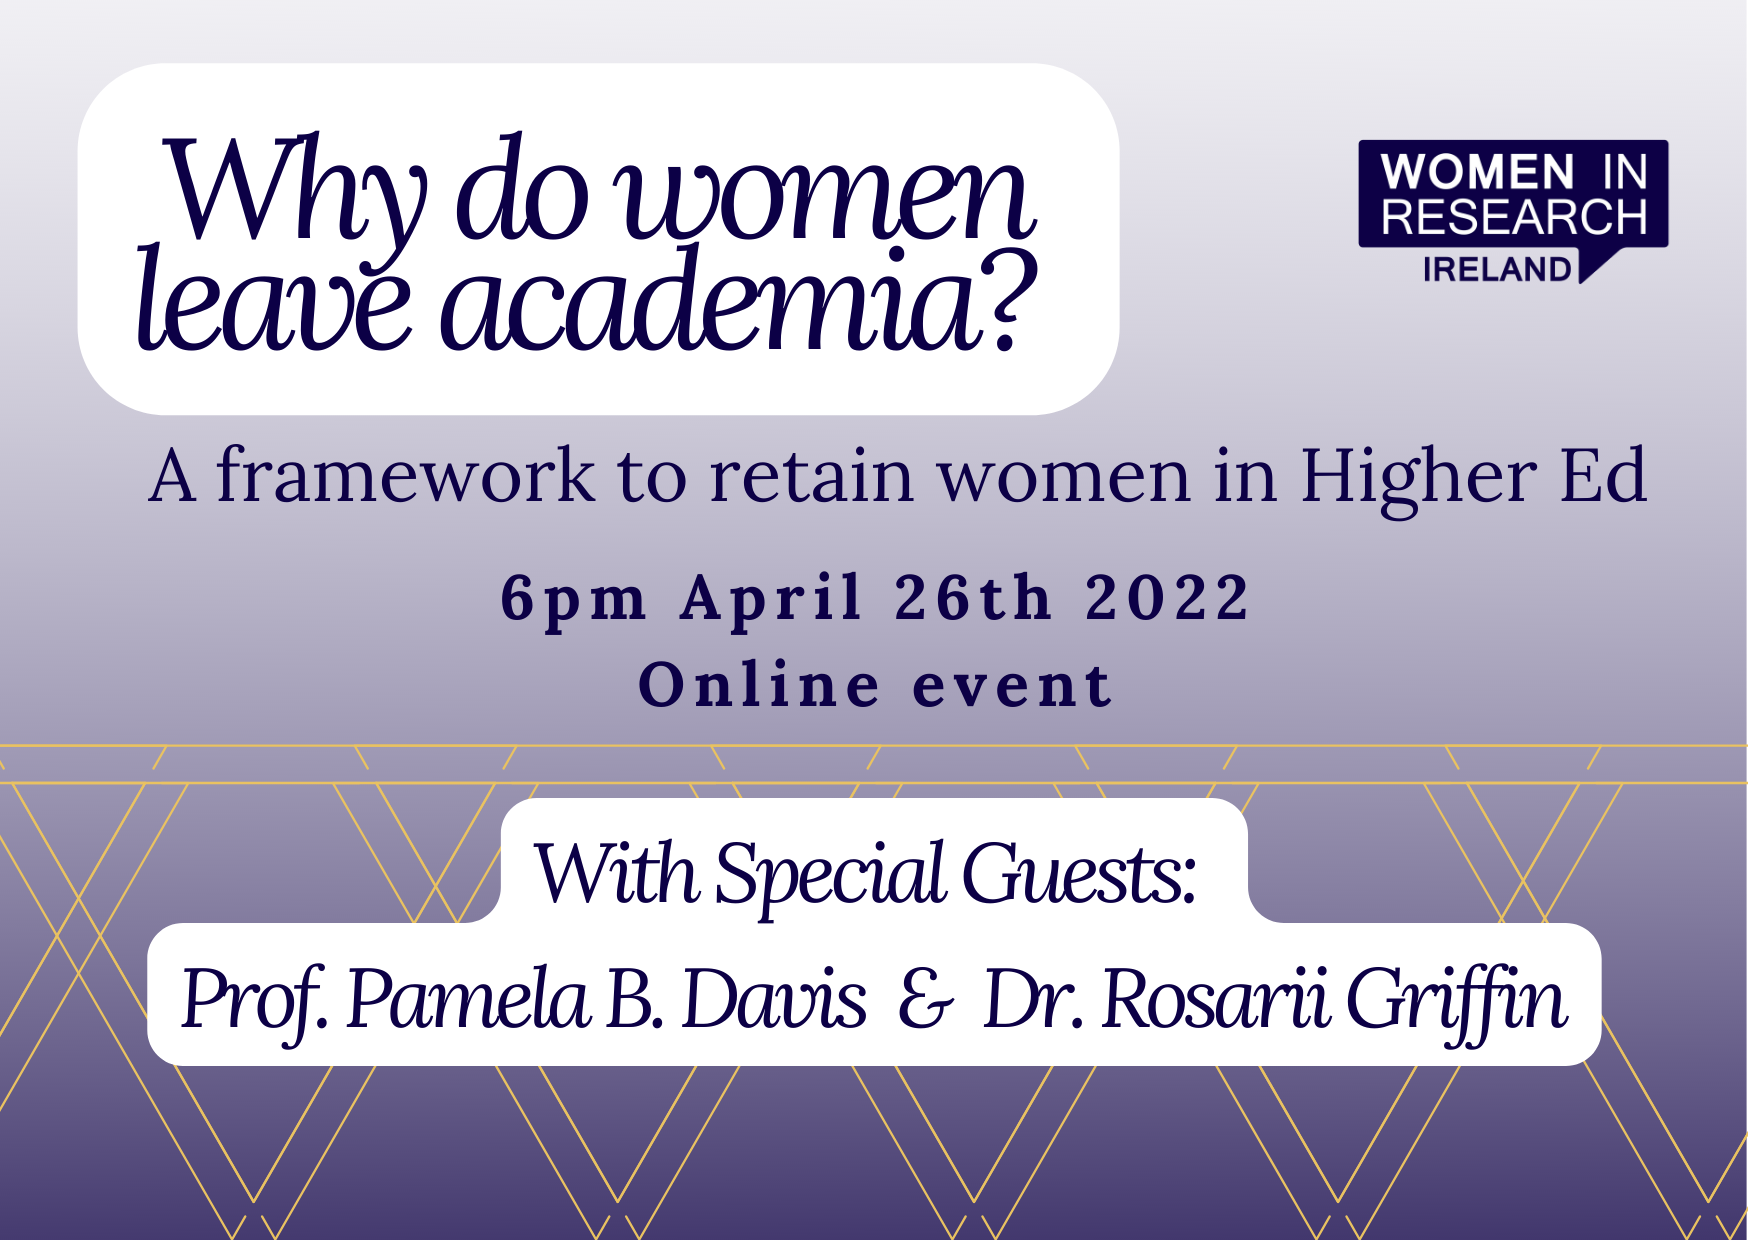 Why do women
leave academia?
WOMEN IN
RESEARCH
IRELAND
A framework to retain women in Higher Ed
6pm April 26th 2022
Online event
With Special Guests:
Prof. Pamela B. Davis & Dr. Rosarii Griffin